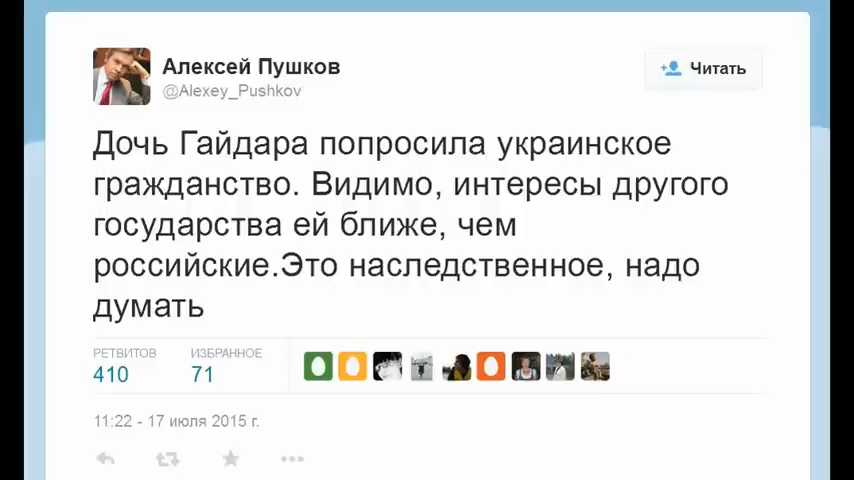 Алексей Пушков
@Alexey_Pushkov
Читать
Дочь Гайдара попросила украинское
гражданство. Видимо, интересы другого
государства ей ближе, чем
российские.Это наследственное, надо
думать
РЕТВИТОВ ИЗБРАННОЕ
410 71
11:22 - 17 июля 2015 г.